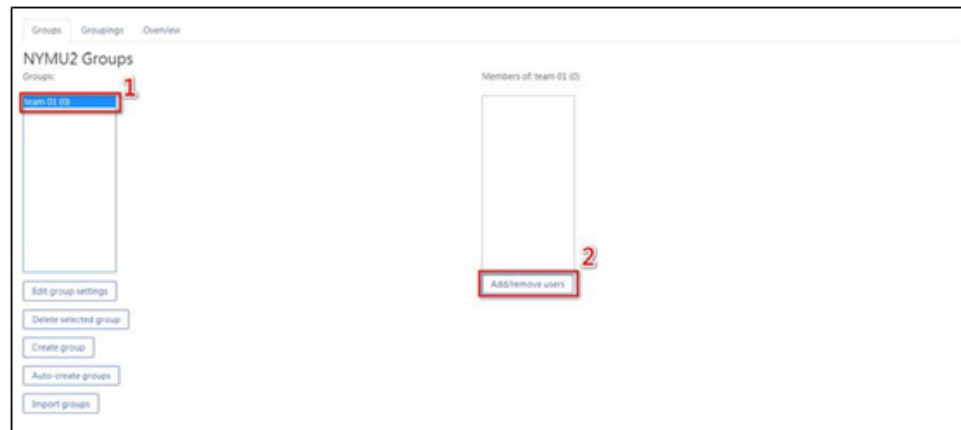 Groups Groupings Overview
NYMU2 Groups
Groups:
Members of: team 01 (0)
1
team 01 (0)
2
Add/remove users
Edit group settings
Delete selected group
Create group
Auto-create groups
Import groups